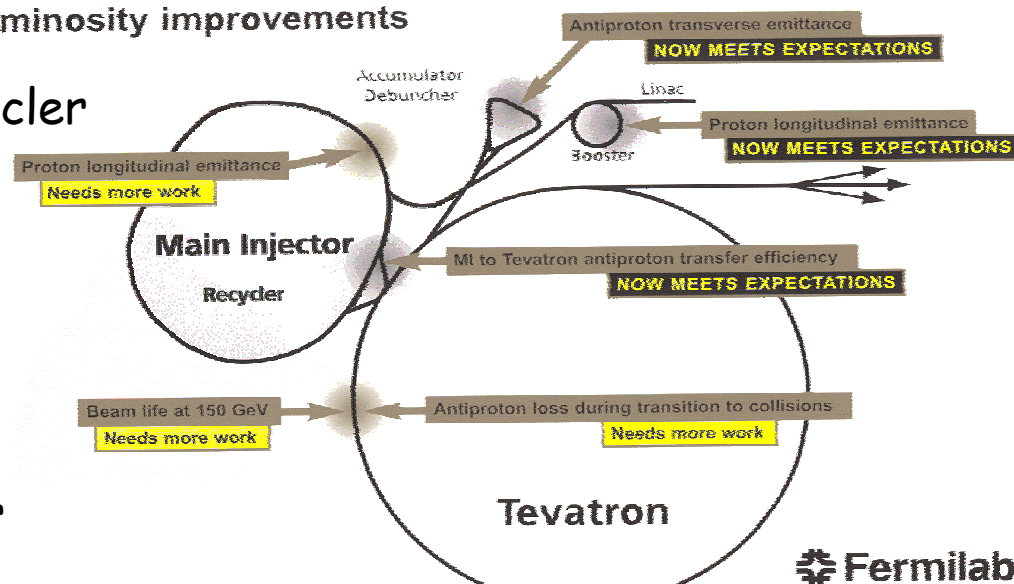 minosity improvements
Antiproton transverse emittance
NOW MEETS EXPECTATIONS
Accumulator
Debuncher
Linac
cler
Proton longitudinal emittance
NOW MEETS EXPECTATIONS
Booster
Proton longitudinal emittance
Needs more work
Main Injector
Recycler
MI to Tevatron antiproton transfer efficiency
NOW MEETS EXPECTATIONS
Beam life at 150 GeV
Needs more work
Antiproton loss during transition to collisions
Needs more work
Tevatron
Fermilab